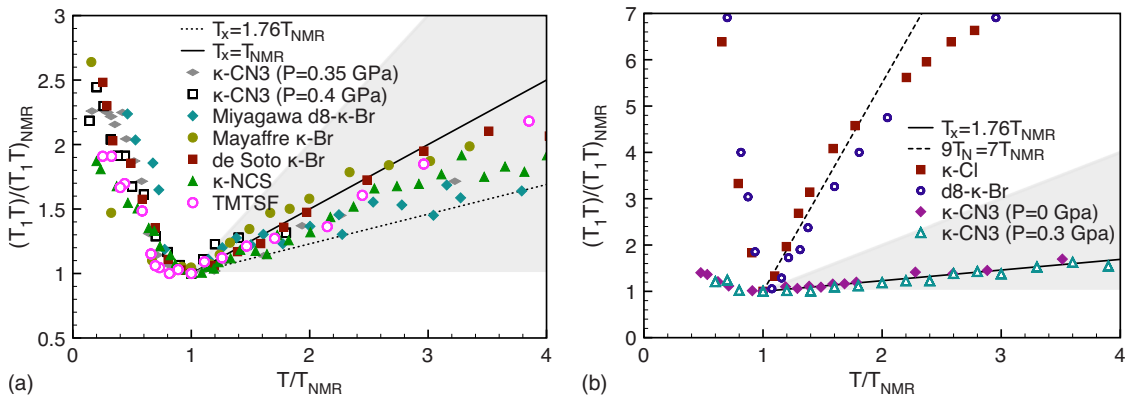 3
2.5
2
1.5
1
0.5
0
1
2
3
4
(T₁T)/(T₁T)NMR
T/TNMR
(a)
Tₓ=1.76TNMR
Tₓ=TNMR
κ-CN3 (P=0.35 GPa)
κ-CN3 (P=0.4 GPa)
Miyagawa d8-κ-Br
Mayaffre κ-Br
de Soto κ-Br
κ-NCS
TMTSF
7
6
5
4
3
2
1
0
0
1
2
3
4
(T₁T)/(T₁T)NMR
T/TNMR
(b)
Tₓ=1.76TNMR
9TN=7TNMR
κ-Cl
d8-κ-Br
κ-CN3 (P=0 Gpa)
κ-CN3 (P=0.3 Gpa)